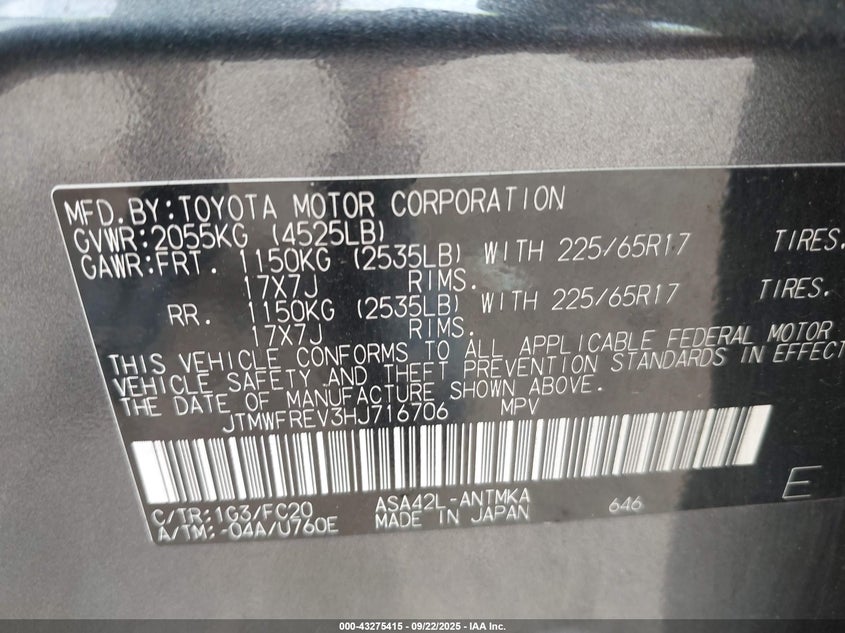 MFD.BY:TOYOTA MOTOR CORPORATION
GVWR:2055KG (4525LB)
GAWR:FRT. 1150KG (2535LB) WITH 225/65R17 TIRES.
17X7J RIMS.
RR. 1150KG (2535LB) WITH 225/65R17 TIRES.
17X7J RIMS.
THIS VEHICLE CONFORMS TO ALL APPLICABLE FEDERAL MOTOR
VEHICLE SAFETY AND THEFT PREVENTION STANDARDS IN EFFECT
THE DATE OF MANUFACTURE SHOWN ABOVE.
JTMWFREV3HJ716706 MPV
C/TR:1G3/FC20 ASA42L-ANTMKA 646 E
A/TM:-04A/U760E MADE IN JAPAN
000-43275415 - 09/22/2025 - IAA Inc.